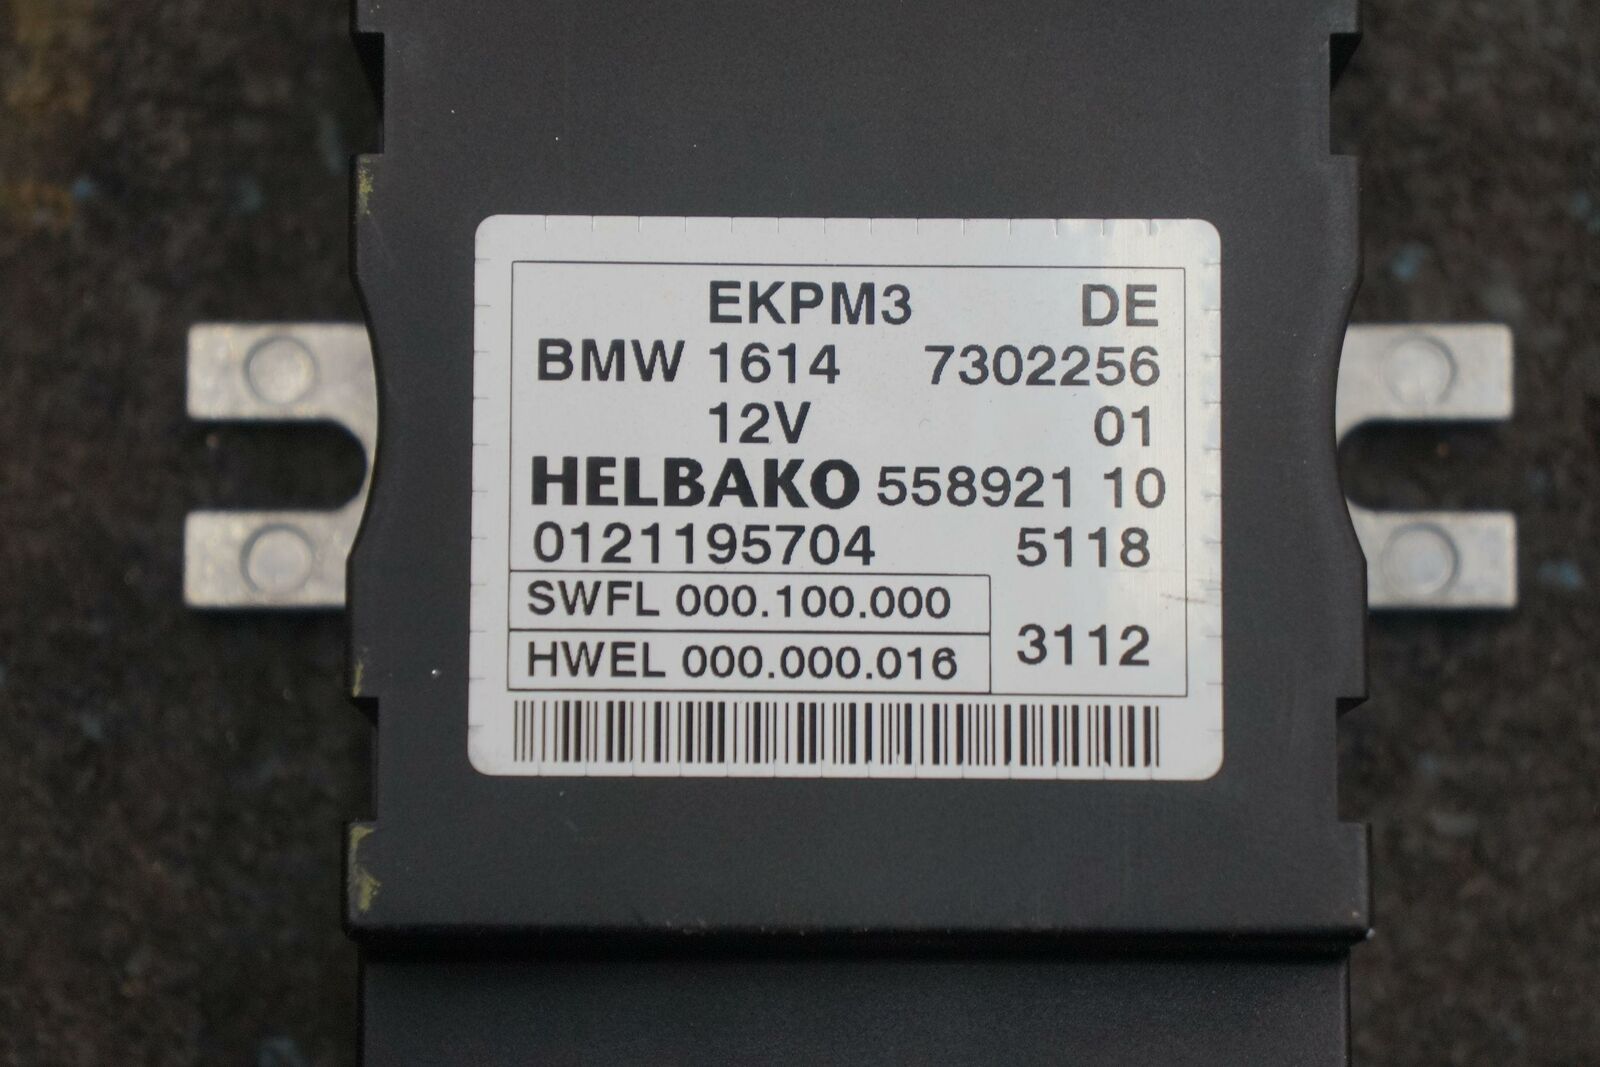 EKPM3 DE
BMW 1614 7302256
12V 01
HELBAKO 558921 10
0121195704 5118
SWFL 000.100.000
HWEL 000.000.016 3112